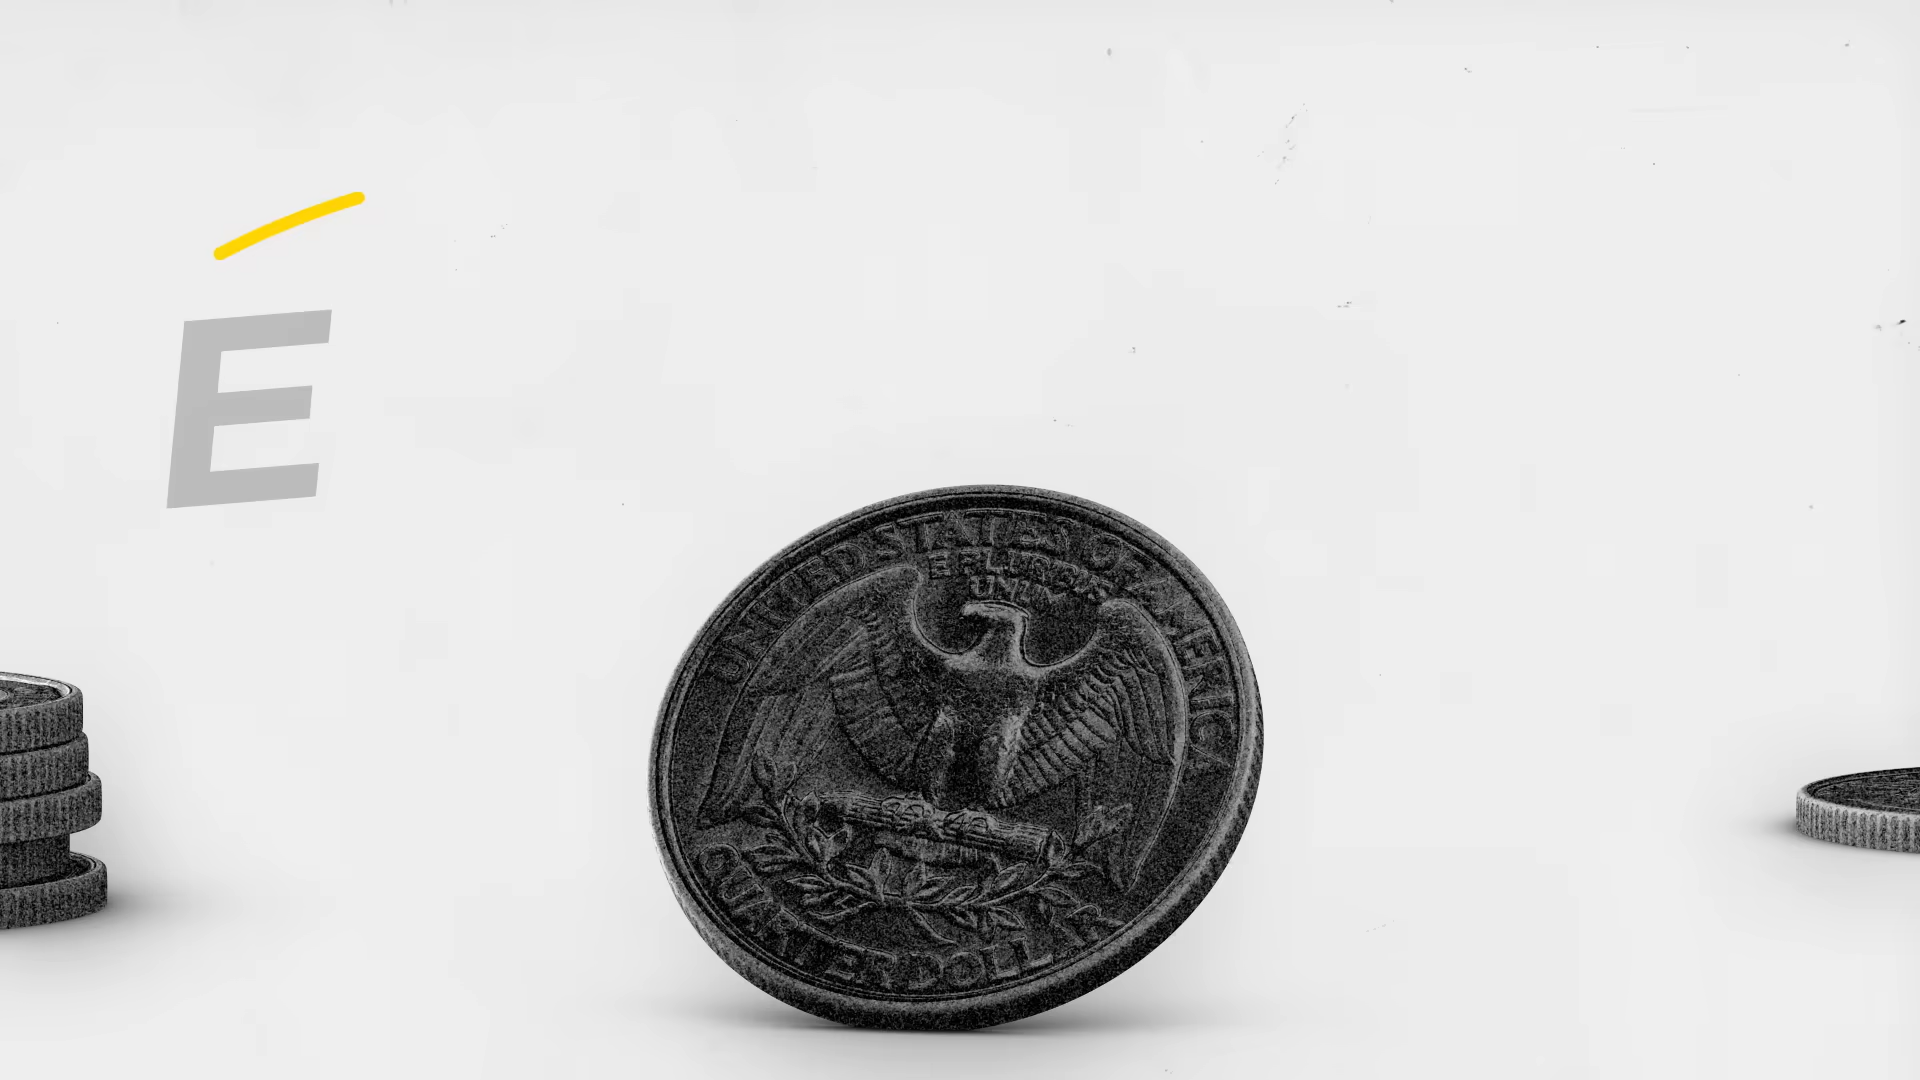 E
UNITED STATES OF AMERICA
E PLURIBUS
UNUM
QUARTER DOLLAR